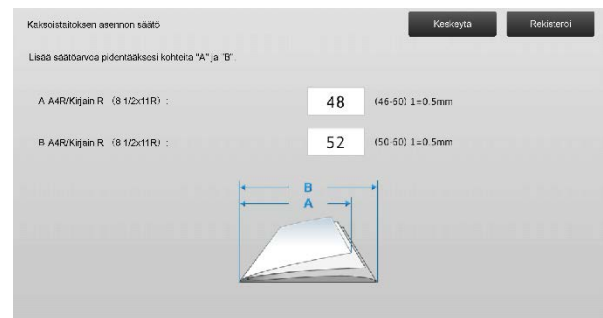 Kaksoistaitoksen asennon säätö
Keskeytä
Rekisteröi
Lisää säätöarvoa pidentääksesi kohteita "A" ja "B".
A A4R/Kirjain R (8 1/2x11R) :
48
(46-60) 1=0.5mm
B A4R/Kirjain R (8 1/2x11R) :
52
(50-60) 1=0.5mm
B
A